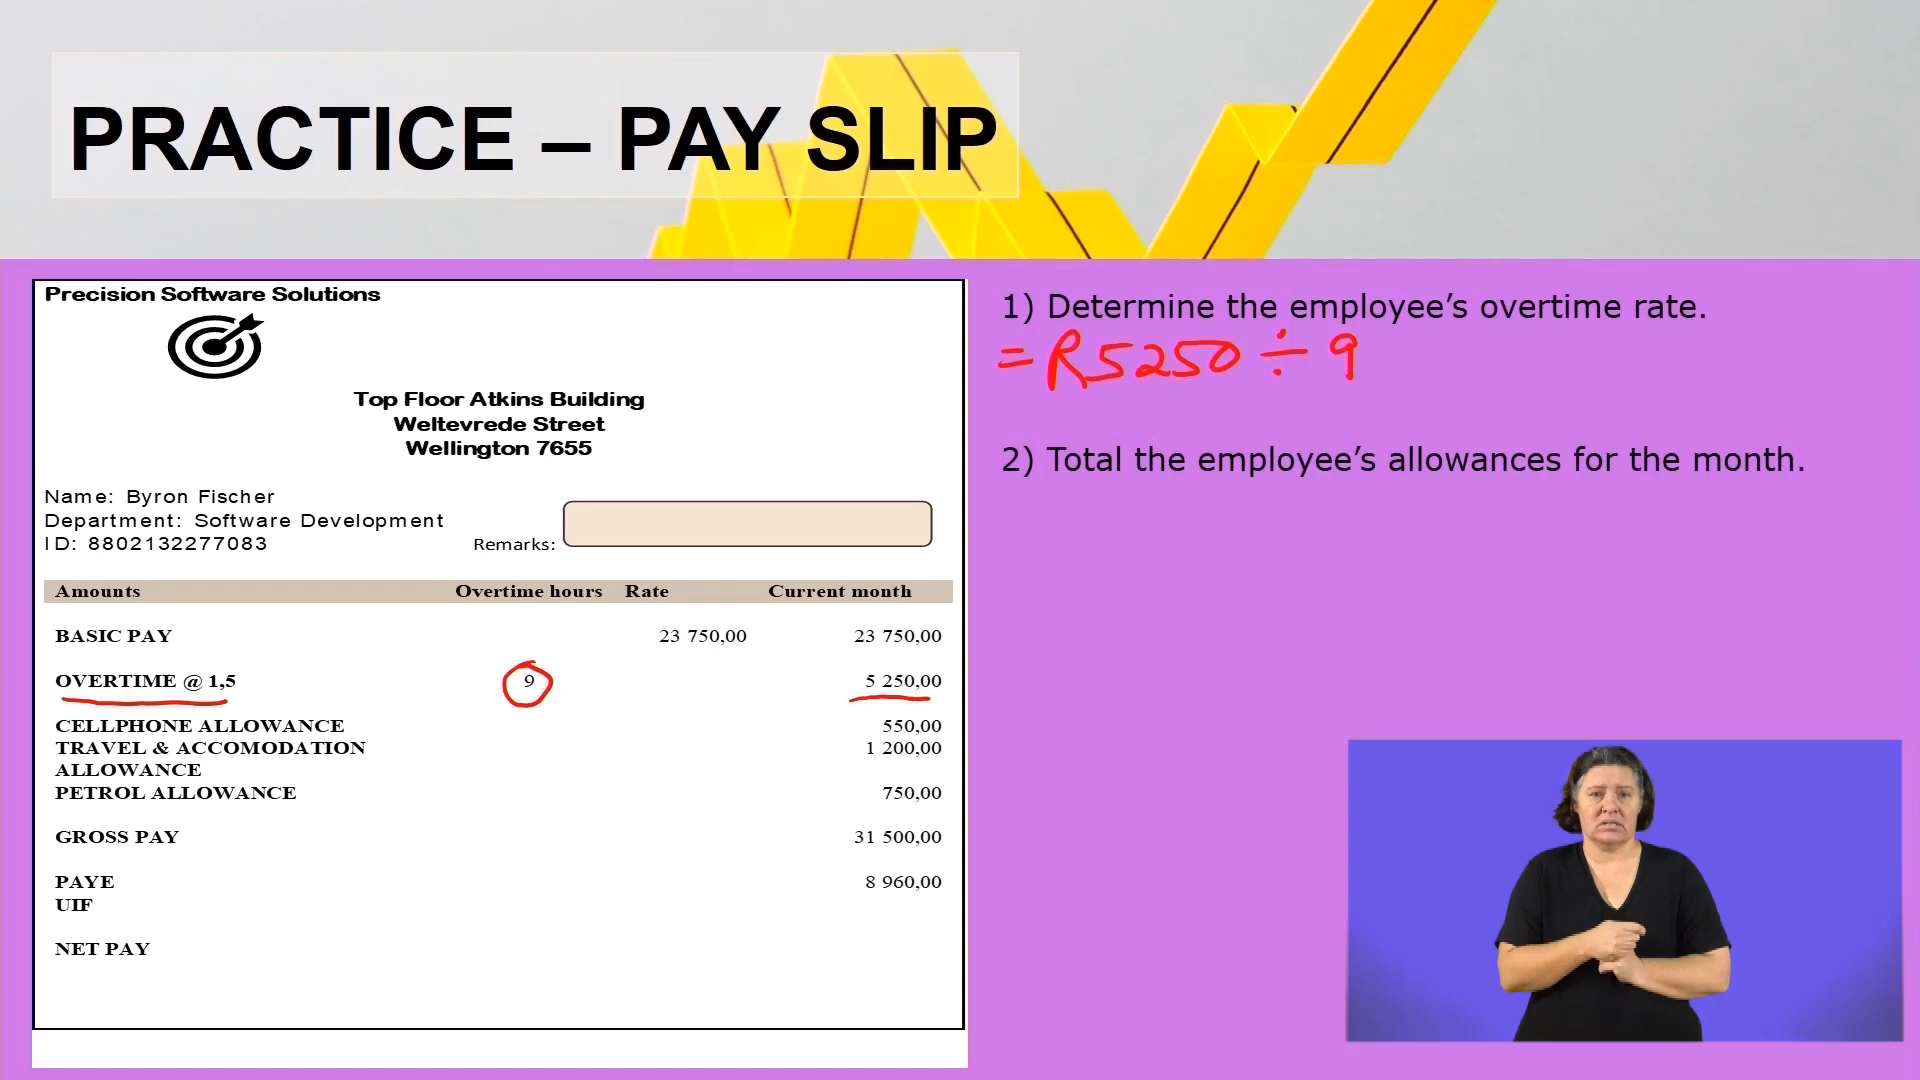 PRACTICE – PAY SLIP
Precision Software Solutions
Top Floor Atkins Building
Weltevrede Street
Wellington 7655
Name: Byron Fischer
Department: Software Development
ID: 8802132277083
Remarks:
Amounts Overtime hours Rate Current month
BASIC PAY 23 750,00 23 750,00
OVERTIME @ 1,5 9 5 250,00
CELLPHONE ALLOWANCE 550,00
TRAVEL & ACCOMODATION 1 200,00
ALLOWANCE
PETROL ALLOWANCE 750,00
GROSS PAY 31 500,00
PAYE 8 960,00
UIF
NET PAY
1) Determine the employee’s overtime rate.
= R5250 ÷ 9
2) Total the employee’s allowances for the month.